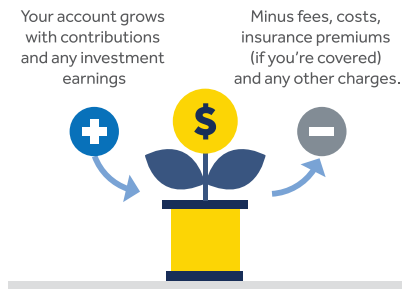 Your account grows
with contributions
and any investment
earnings
Minus fees, costs,
insurance premiums
(if you’re covered)
and any other charges.
$